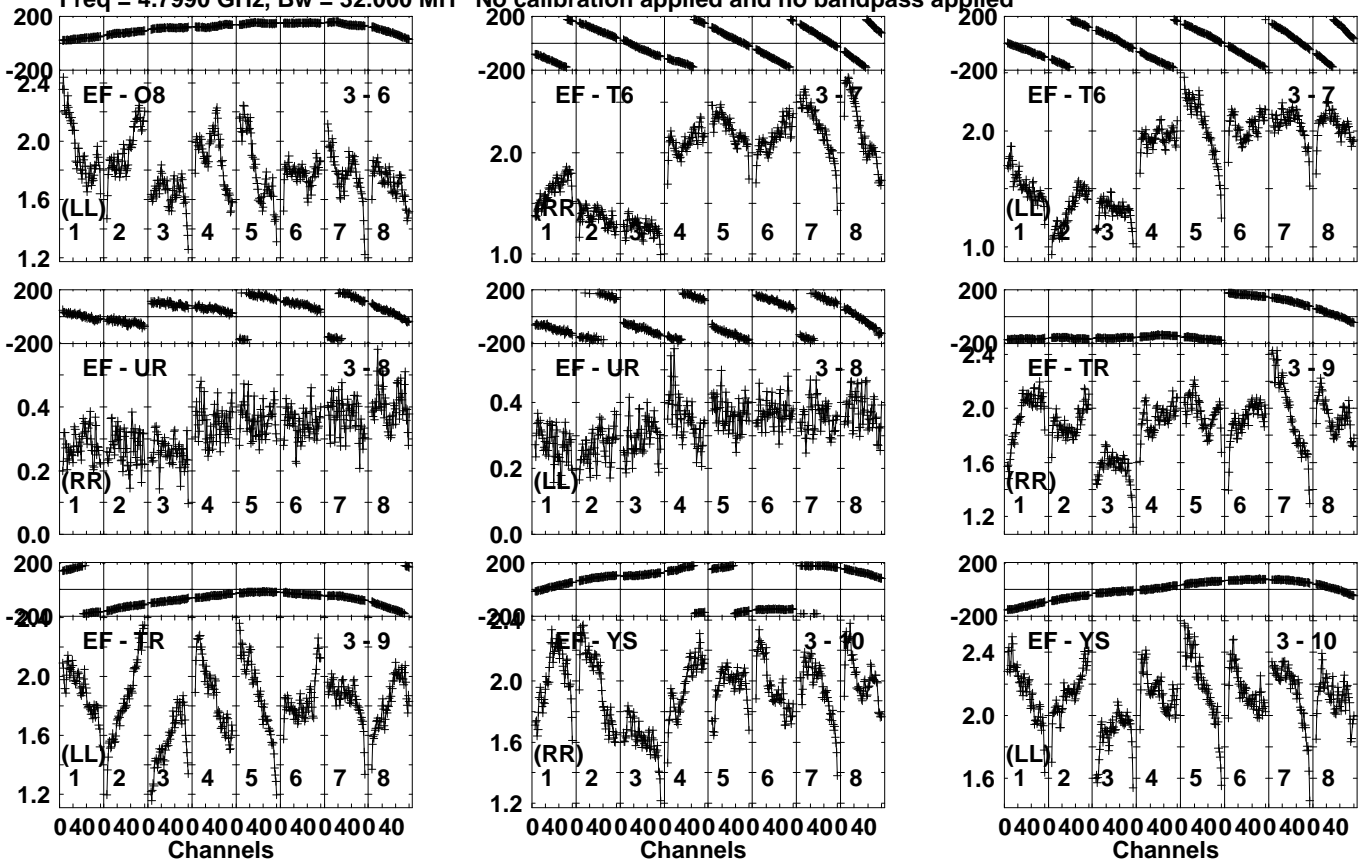 Freq = 4.7990 GHz, Bw = 32.000 MH No calibration applied and no bandpass applied
200 200 200
-200 -200 -200
2.4
EF - O8 3 - 6 EF - T6 3 - 7 EF - T6 3 - 7
2.0 2.0 2.0
1.6
(LL) (RR) (LL)
1 2 3 4 5 6 7 8 1 2 3 4 5 6 7 8 1 2 3 4 5 6 7 8
1.2 1.0 1.0
200 200 200
-200 -200 -200
2.4
EF - UR 3 - 8 EF - UR 3 - 8 EF - TR 3 - 9
0.4 0.4 2.0
0.2 0.2 1.6
(RR) (LL) (RR)
1 2 3 4 5 6 7 8 1 2 3 4 5 6 7 8 1 2 3 4 5 6 7 8
0.0 0.0 1.2
200 200 200
-200 -200 -200
2.4 2.4
EF - TR 3 - 9 EF - YS 3 - 10 EF - YS 3 - 10
2.4
2.0 2.0 2.0
1.6 1.6 1.6
(LL) (RR) (LL)
1 2 3 4 5 6 7 8 1 2 3 4 5 6 7 8 1 2 3 4 5 6 7 8
1.2 1.2
0 40 0 40 0 40 0 40 0 40 0 40 0 40 0 40 0 40 0 40 0 40 0 40 0 40 0 40 0 40 0 40 0 40 0 40 0 40 0 40 0 40 0 40 0 40 0 40
Channels Channels Channels